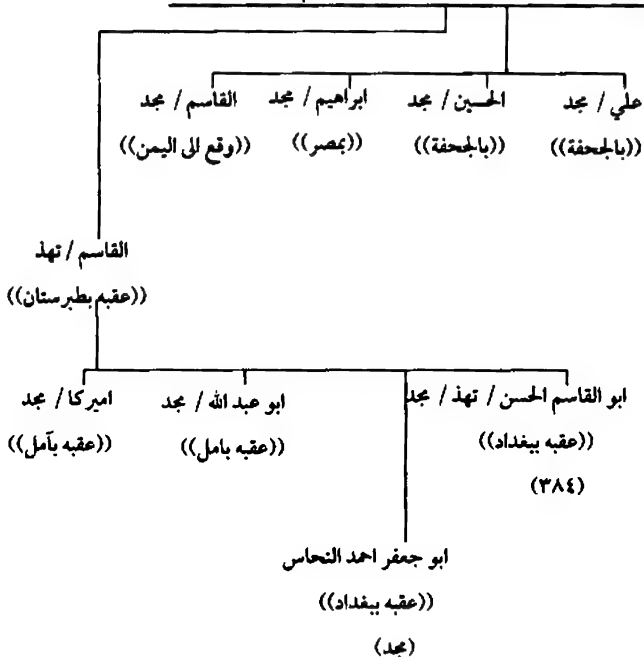 علي / مجد
((بالجحفة))
الحسين / مجد
((بالجحفة))
ابراهيم / مجد
((بمصر))
القاسم / مجد
((وقع الى اليمن))
القاسم / تهذ
((عقبه بطبرستان))
ابو القاسم الحسن / تهذ / مجد
((عقبه ببغداد))
(٣٨٤)
ابو عبد الله / مجد
((عقبه بامل))
اميركا / مجد
((عقبه بآمل))
ابو جعفر احمد النحاس
((عقبه ببغداد))
(مجد)